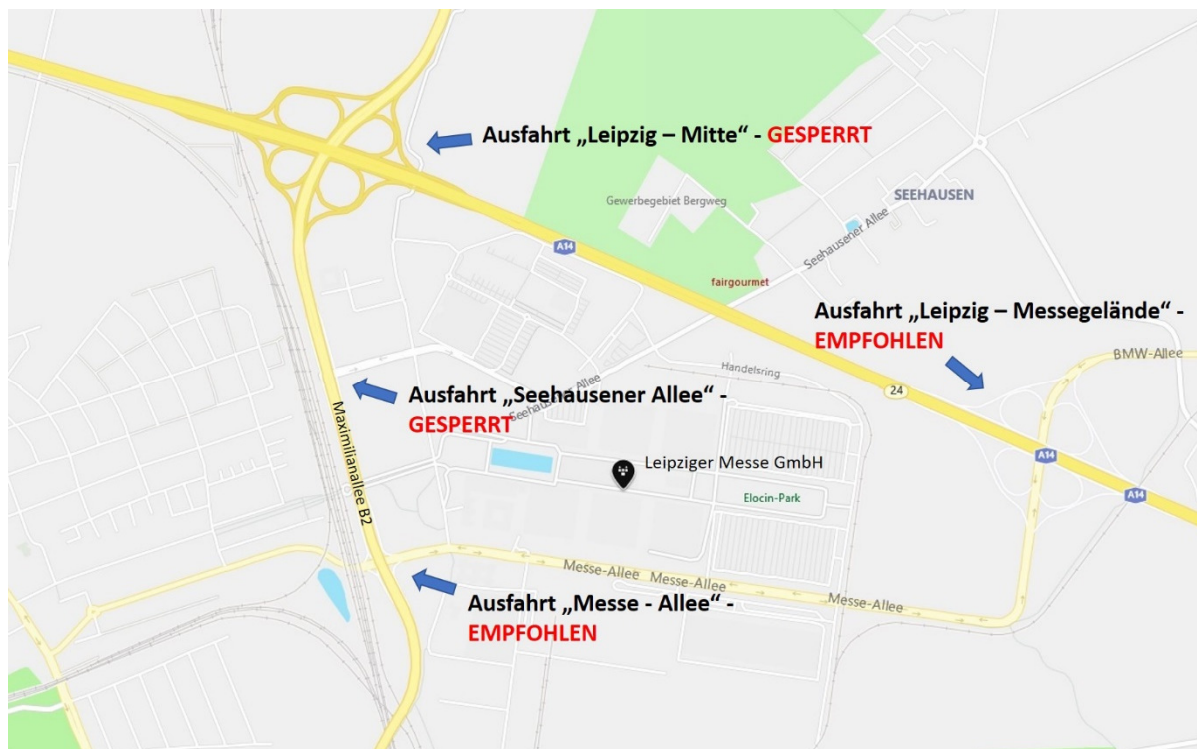 Ausfahrt „Leipzig – Mitte“ - GESPERRT
Gewerbegebiet Bergweg
SEEHAUSEN
Seehausener Allee
A14
fairgourmet
Ausfahrt „Leipzig – Messegelände“ -
EMPFOHLEN
BMW-Allee
Handelsring
24
Ausfahrt „Seehausener Allee“ -
GESPERRT
Seehausener Allee
Maximilianallee B2
A14
Leipziger Messe GmbH
A14
Elocin-Park
Messe-Allee Messe-Allee
Messe-Allee
Ausfahrt „Messe - Allee“ -
EMPFOHLEN